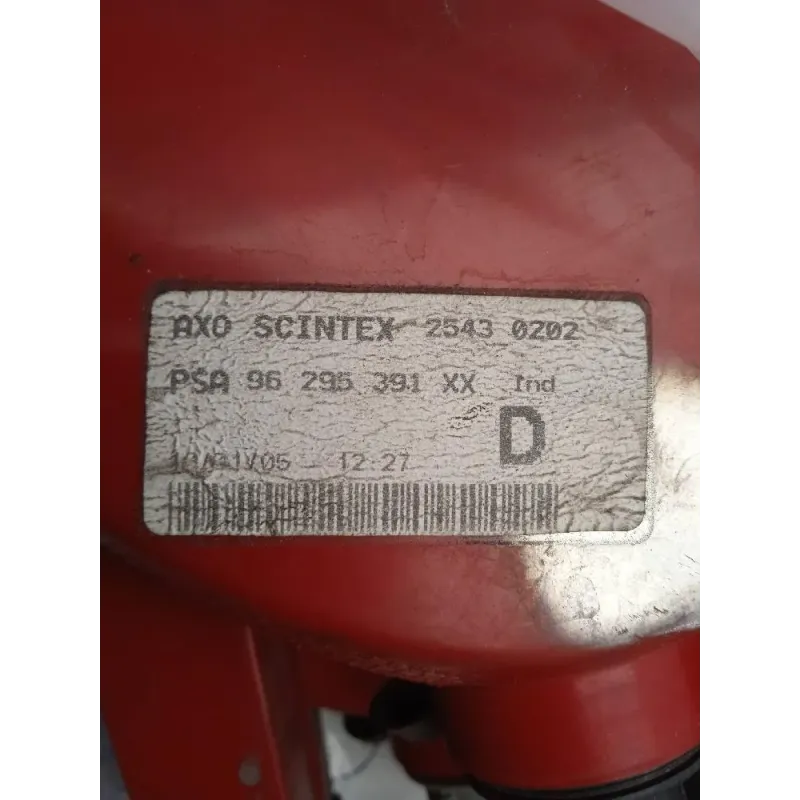 AXO SCINTEX 2543 0202
PSA 96 295 391 XX Ind
D
12:27